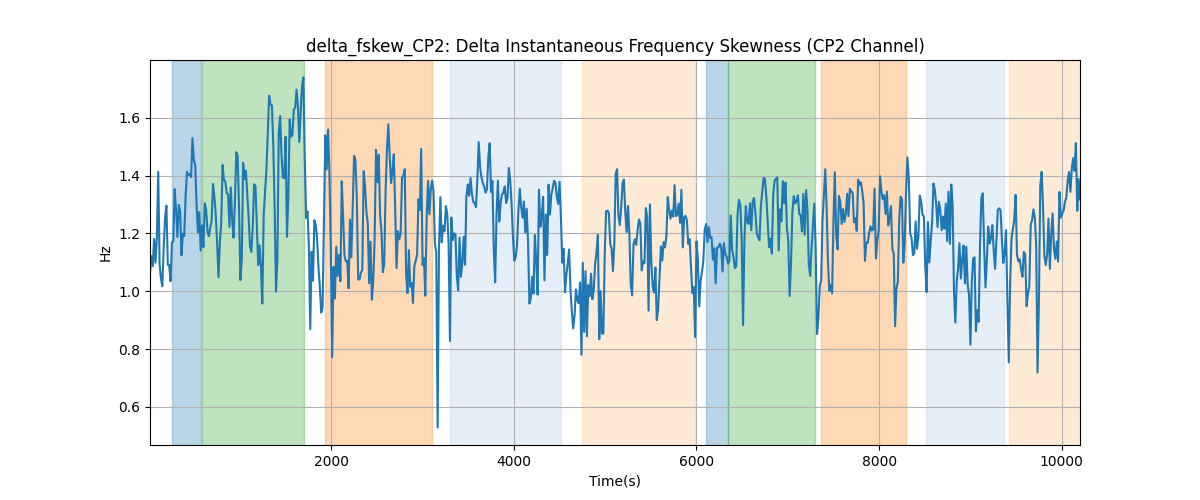 delta_fskew_CP2: Delta Instantaneous Frequency Skewness (CP2 Channel)
Hz
1.6
1.4
1.2
1.0
0.8
0.6
2000 4000 6000 8000 10000
Time(s)